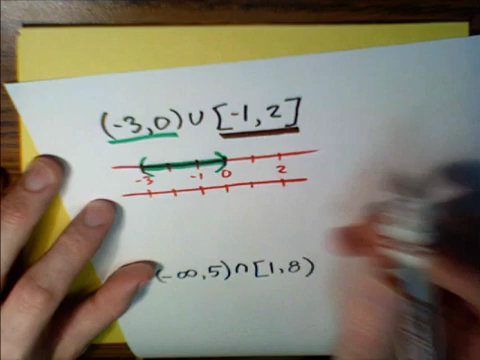 (-3,0)∪[-1,2]
-3 -1 0 2
(-∞,5)∩[1,8)